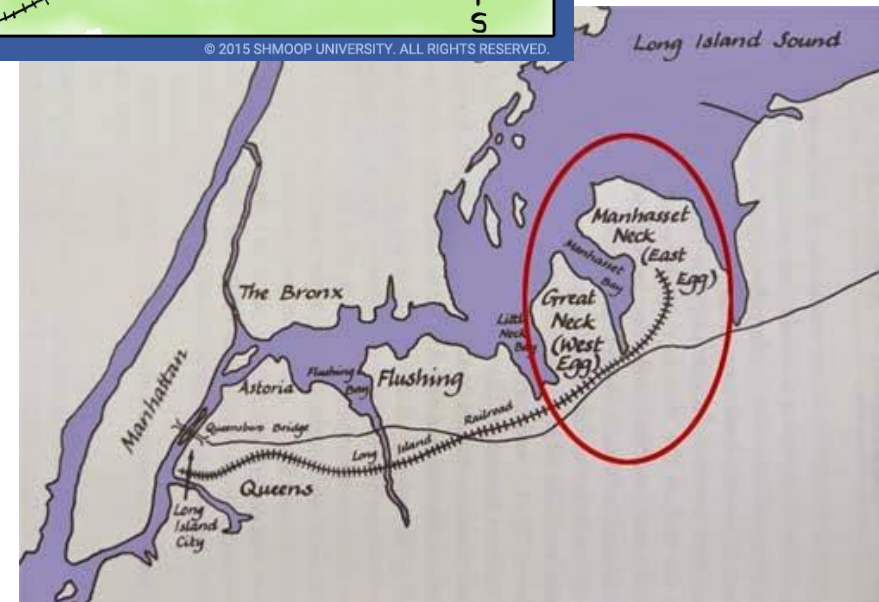 S
© 2015 SHMOOP UNIVERSITY. ALL RIGHTS RESERVED.
Long Island Sound
Manhasset
Neck
(East
Egg)
Manhasset
Bay
Great
Neck
(West
Egg)
Little
Neck
Bay
The Bronx
Manhattan
Astoria
Flushing
Bay
Flushing
Queensboro Bridge
Long Island Railroad
Queens
Long
Island
City